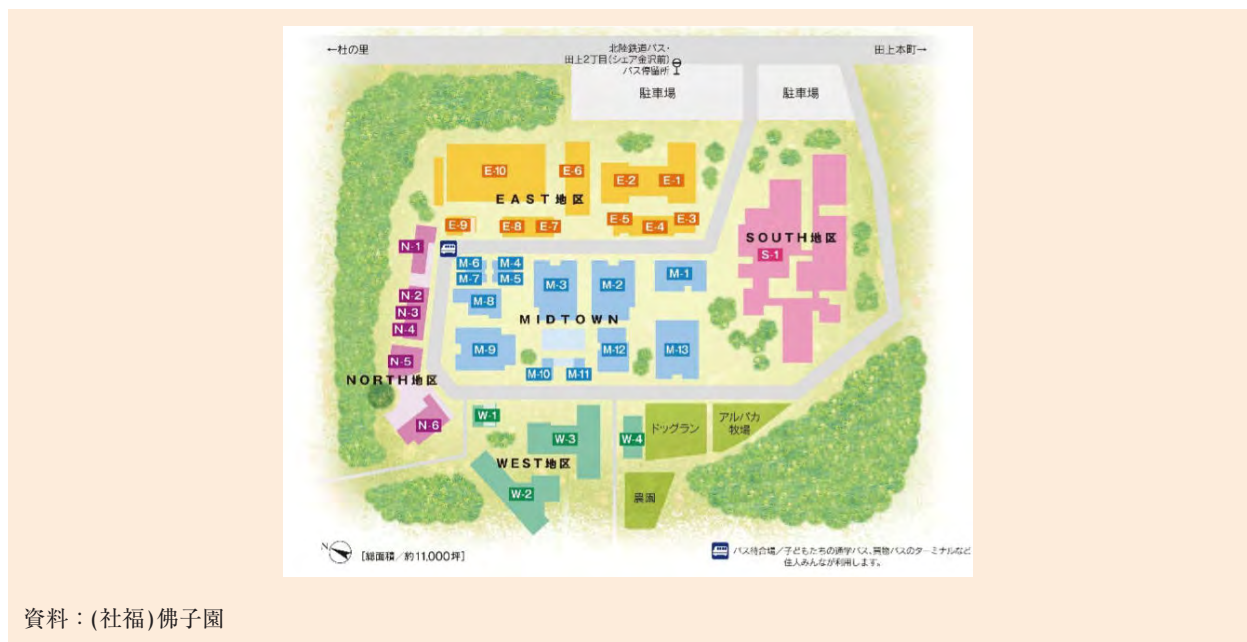 ←杜の里
北陸鉄道バス・
田上2丁目(シェア金沢前)
バス停留所
田上本町→
駐車場
駐車場
E-10
E-6
E-2
E-1
EAST地区
E-9
E-8
E-7
E-5
E-4
E-3
SOUTH地区
S-1
N-1
N-2
N-3
N-4
N-5
NORTH地区
N-6
M-6
M-4
M-7
M-5
M-8
M-3
M-2
M-1
MIDTOWN
M-9
M-12
M-13
M-10
M-11
W-1
W-3
W-4
WEST地区
W-2
ドッグラン
アルパカ
牧場
農園
N
[総面積/約11,000坪]
バス待合場/子どもたちの通学バス、買物バスのターミナルなど
住人みんなが利用します。
資料:(社福)佛子園